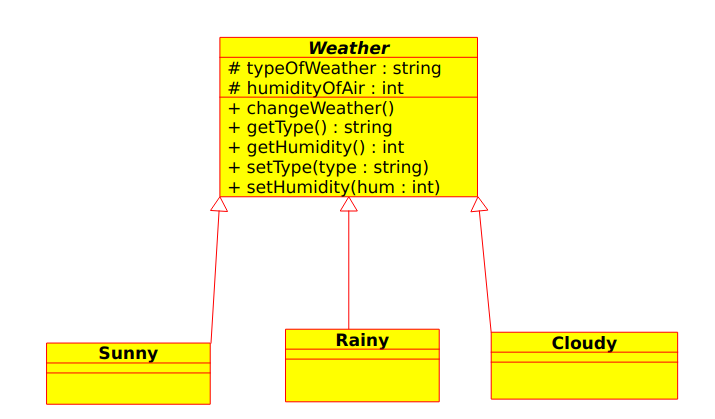 Weather
# typeOfWeather : string
# humidityOfAir : int
+ changeWeather()
+ getType() : string
+ getHumidity() : int
+ setType(type : string)
+ setHumidity(hum : int)
Sunny
Rainy
Cloudy